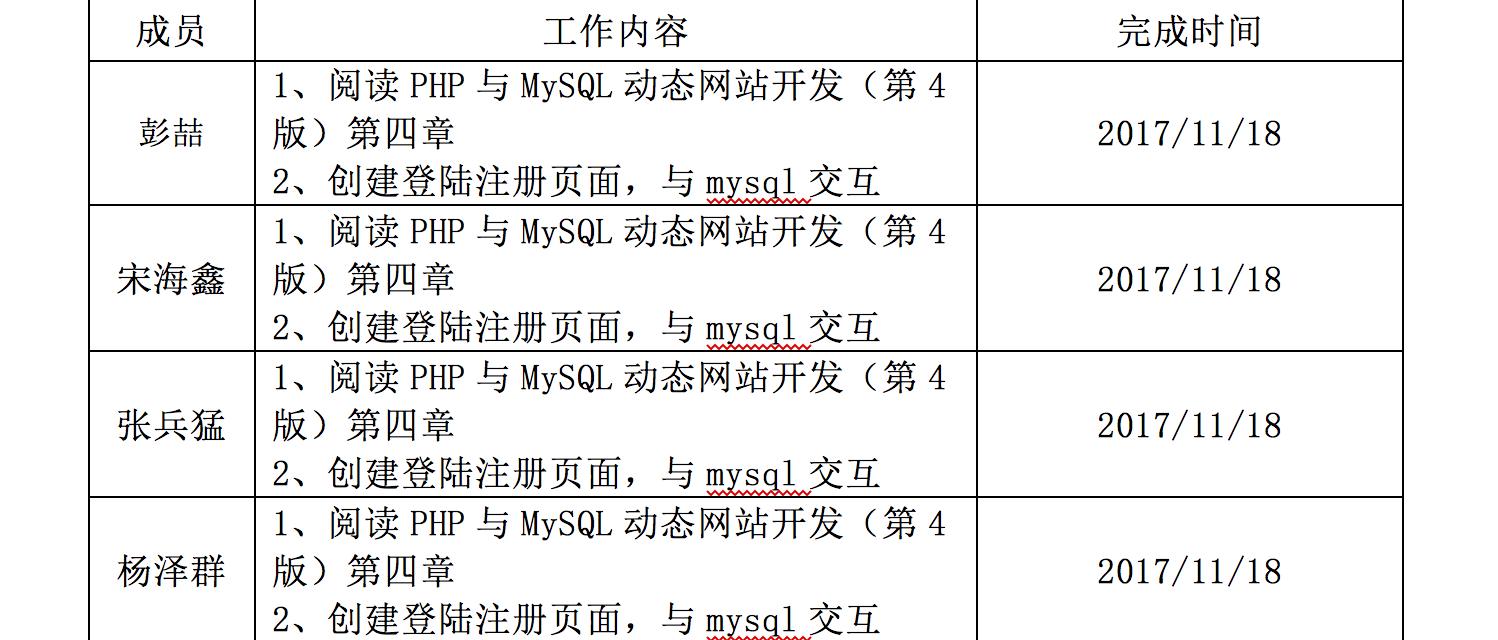 成员 工作内容 完成时间
1、阅读 PHP 与 MySQL 动态网站开发（第 4
彭喆 版）第四章 2017/11/18
2、创建登陆注册页面，与 mysql 交互
1、阅读 PHP 与 MySQL 动态网站开发（第 4
宋海鑫 版）第四章 2017/11/18
2、创建登陆注册页面，与 mysql 交互
1、阅读 PHP 与 MySQL 动态网站开发（第 4
张兵猛 版）第四章 2017/11/18
2、创建登陆注册页面，与 mysql 交互
1、阅读 PHP 与 MySQL 动态网站开发（第 4
杨泽群 版）第四章 2017/11/18
2、创建登陆注册页面，与 mysql 交互